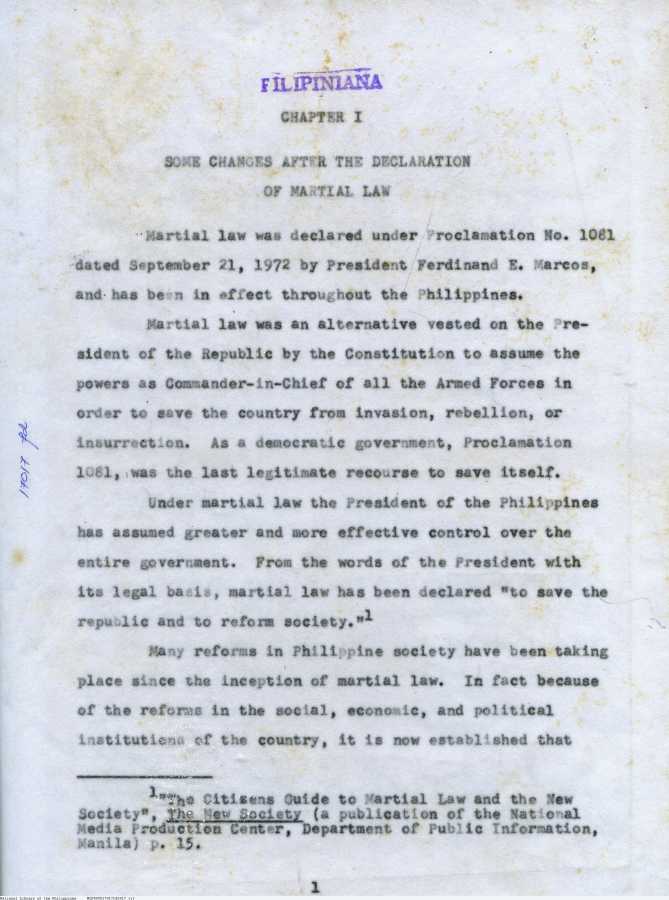 FILIPINIANA
CHAPTER I
SOME CHANGES AFTER THE DECLARATION
OF MARTIAL LAW
Martial law was declared under Proclamation No. 1081
dated September 21, 1972 by President Ferdinand E. Marcos,
and has been in effect throughout the Philippines.
Martial law was an alternative vested on the Pre-
sident of the Republic by the Constitution to assume the
powers as Commander-in-Chief of all the Armed Forces in
order to save the country from invasion, rebellion, or
insurrection. As a democratic government, Proclamation
1081, was the last legitimate recourse to save itself.
Under martial law the President of the Philippines
has assumed greater and more effective control over the
entire government. From the words of the President with
its legal basis, martial law has been declared "to save the
republic and to reform society."1
Many reforms in Philippine society have been taking
place since the inception of martial law. In fact because
of the reforms in the social, economic, and political
institutions of the country, it is now established that
1"The Citizens Guide to Martial Law and the New
Society", The New Society (a publication of the National
Media Production Center, Department of Public Information,
Manila) p. 15.
1
17017
National Library of the Philippines